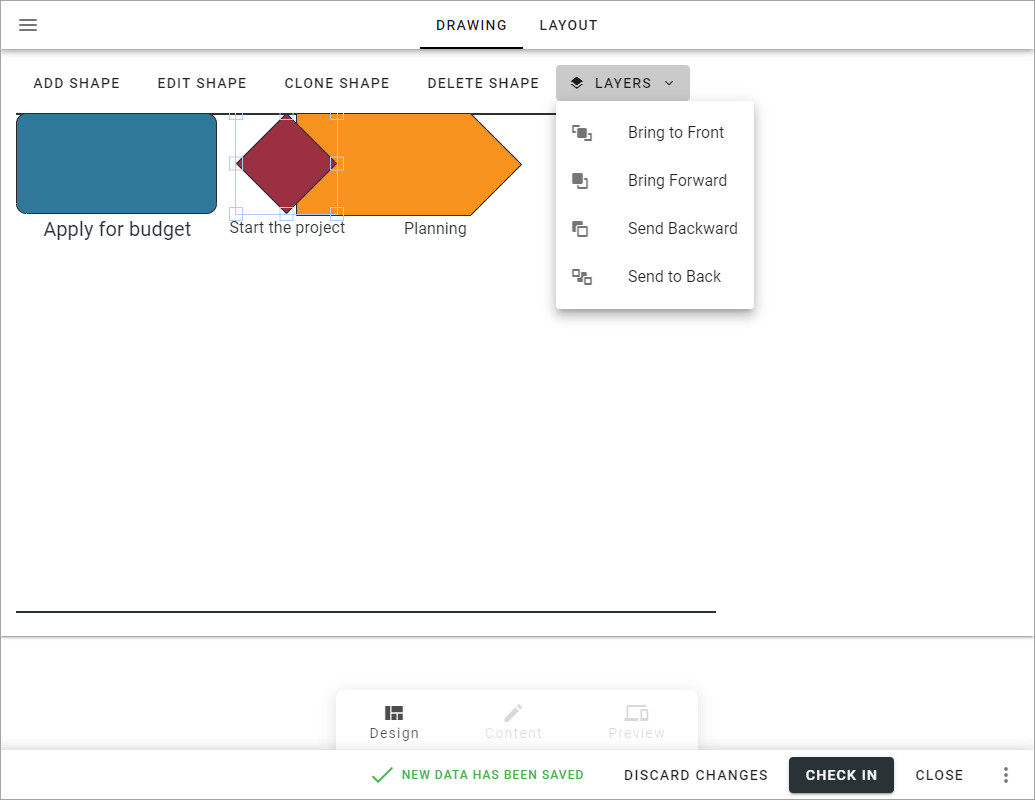 DRAWING LAYOUT
ADD SHAPE EDIT SHAPE CLONE SHAPE DELETE SHAPE LAYERS
Bring to Front
Bring Forward
Send Backward
Send to Back
Apply for budget Start the project Planning
Design Content Preview
NEW DATA HAS BEEN SAVED DISCARD CHANGES CHECK IN CLOSE